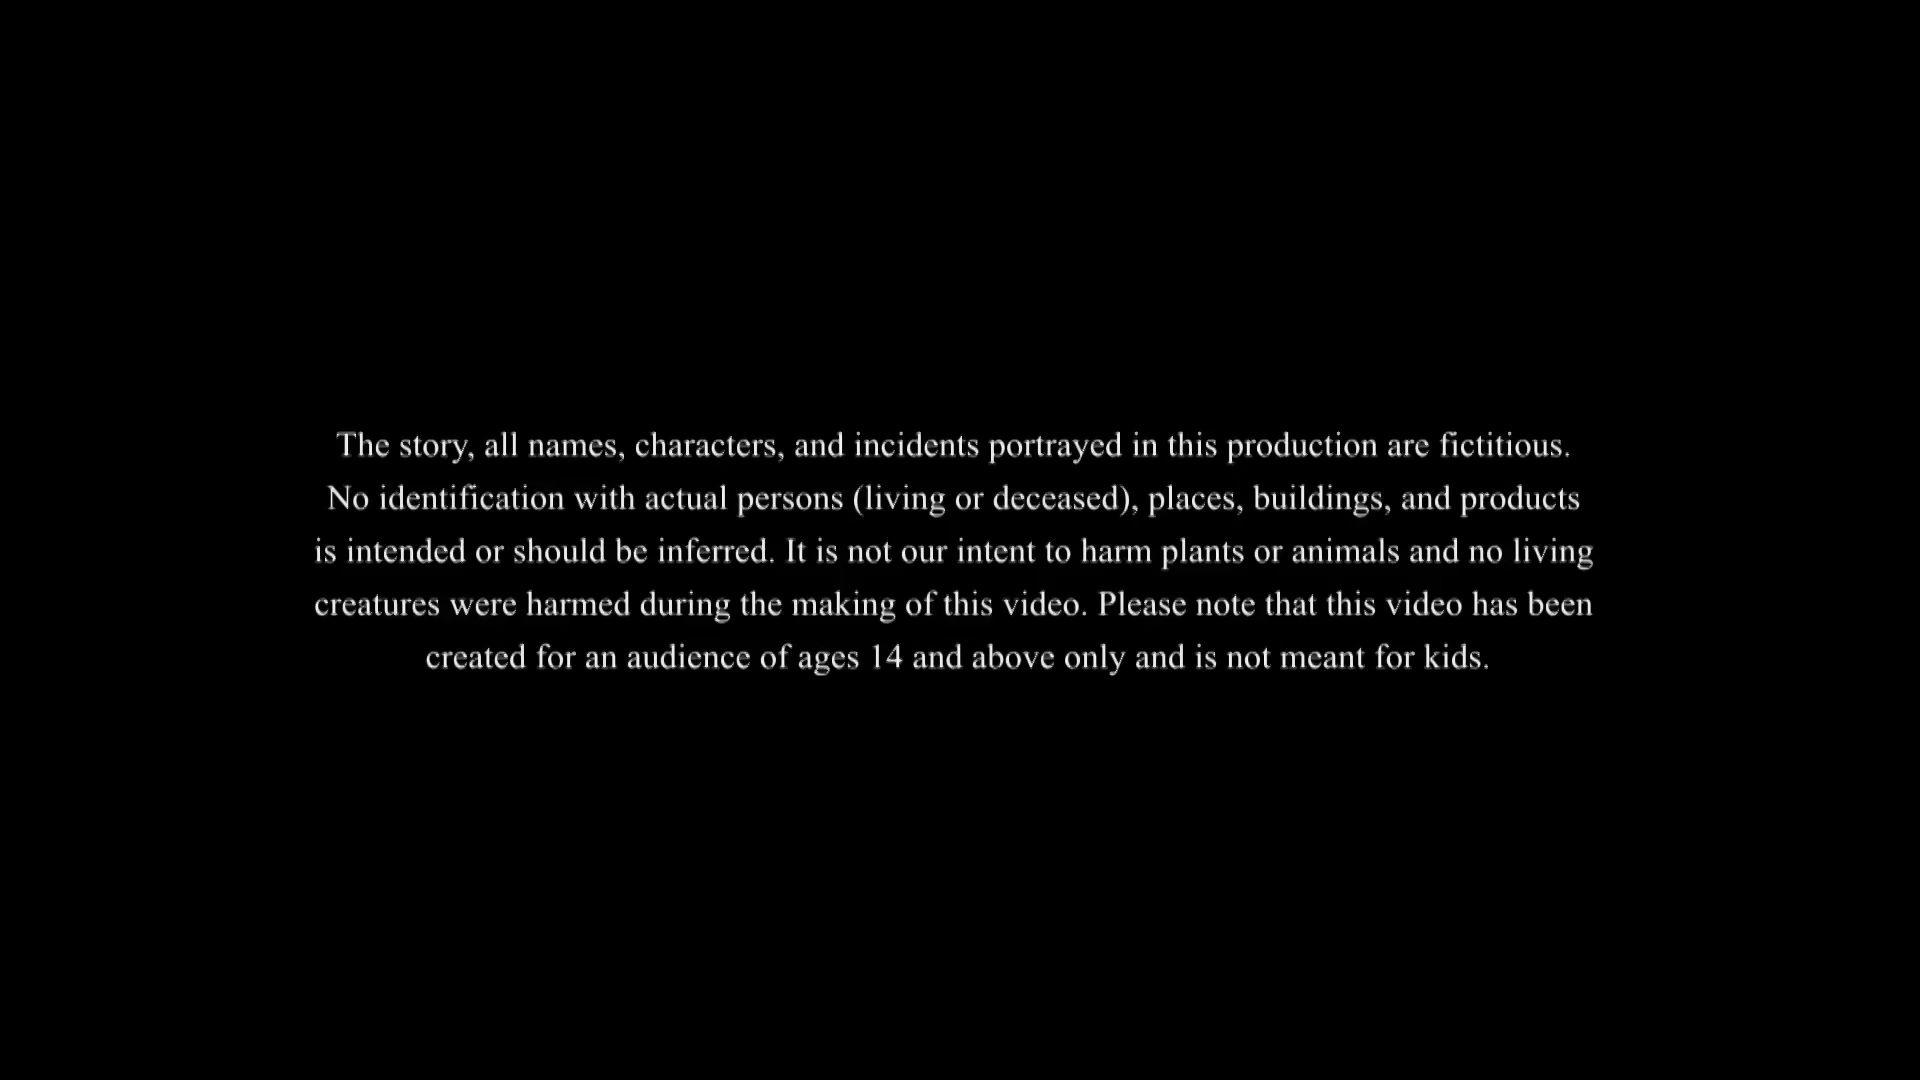 The story, all names, characters, and incidents portrayed in this production are fictitious.
No identification with actual persons (living or deceased), places, buildings, and products
is intended or should be inferred. It is not our intent to harm plants or animals and no living
creatures were harmed during the making of this video. Please note that this video has been
created for an audience of ages 14 and above only and is not meant for kids.